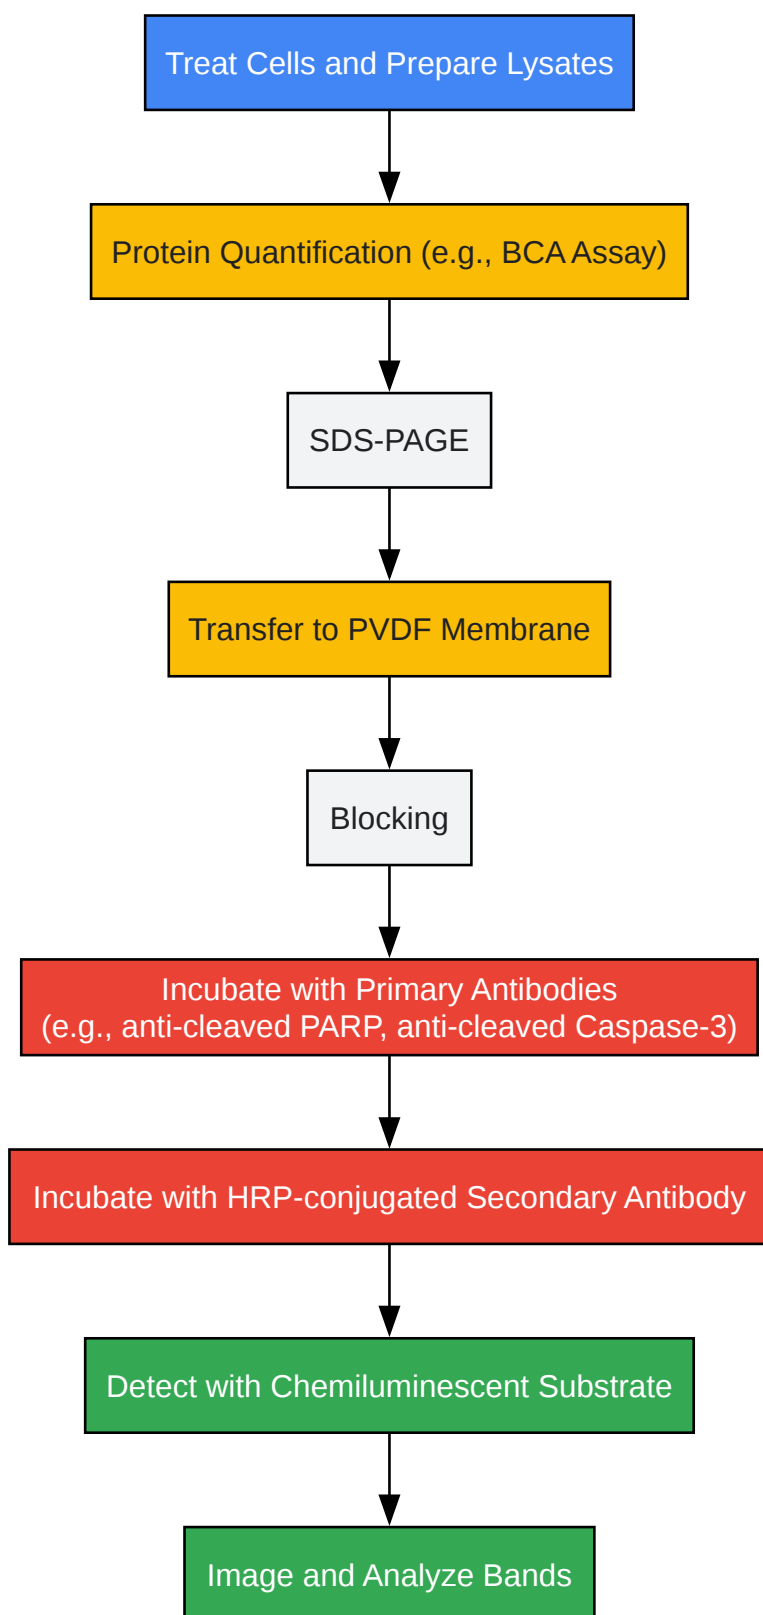 Treat Cells and Prepare Lysates
Protein Quantification (e.g., BCA Assay)
SDS-PAGE
Transfer to PVDF Membrane
Blocking
Incubate with Primary Antibodies
(e.g., anti-cleaved PARP, anti-cleaved Caspase-3)
Incubate with HRP-conjugated Secondary Antibody
Detect with Chemiluminescent Substrate
Image and Analyze Bands